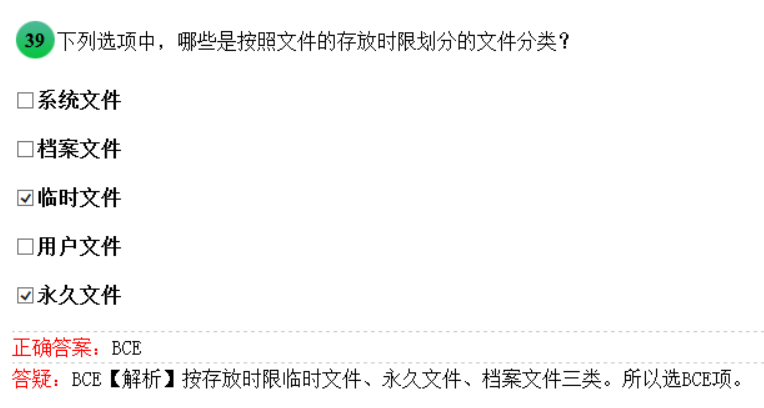 39 下列选项中，哪些是按照文件的存放时限划分的文件分类？
系统文件
档案文件
临时文件
用户文件
永久文件
正确答案：BCE
答疑：BCE【解析】按存放时限临时文件、永久文件、档案文件三类。所以选BCE项。